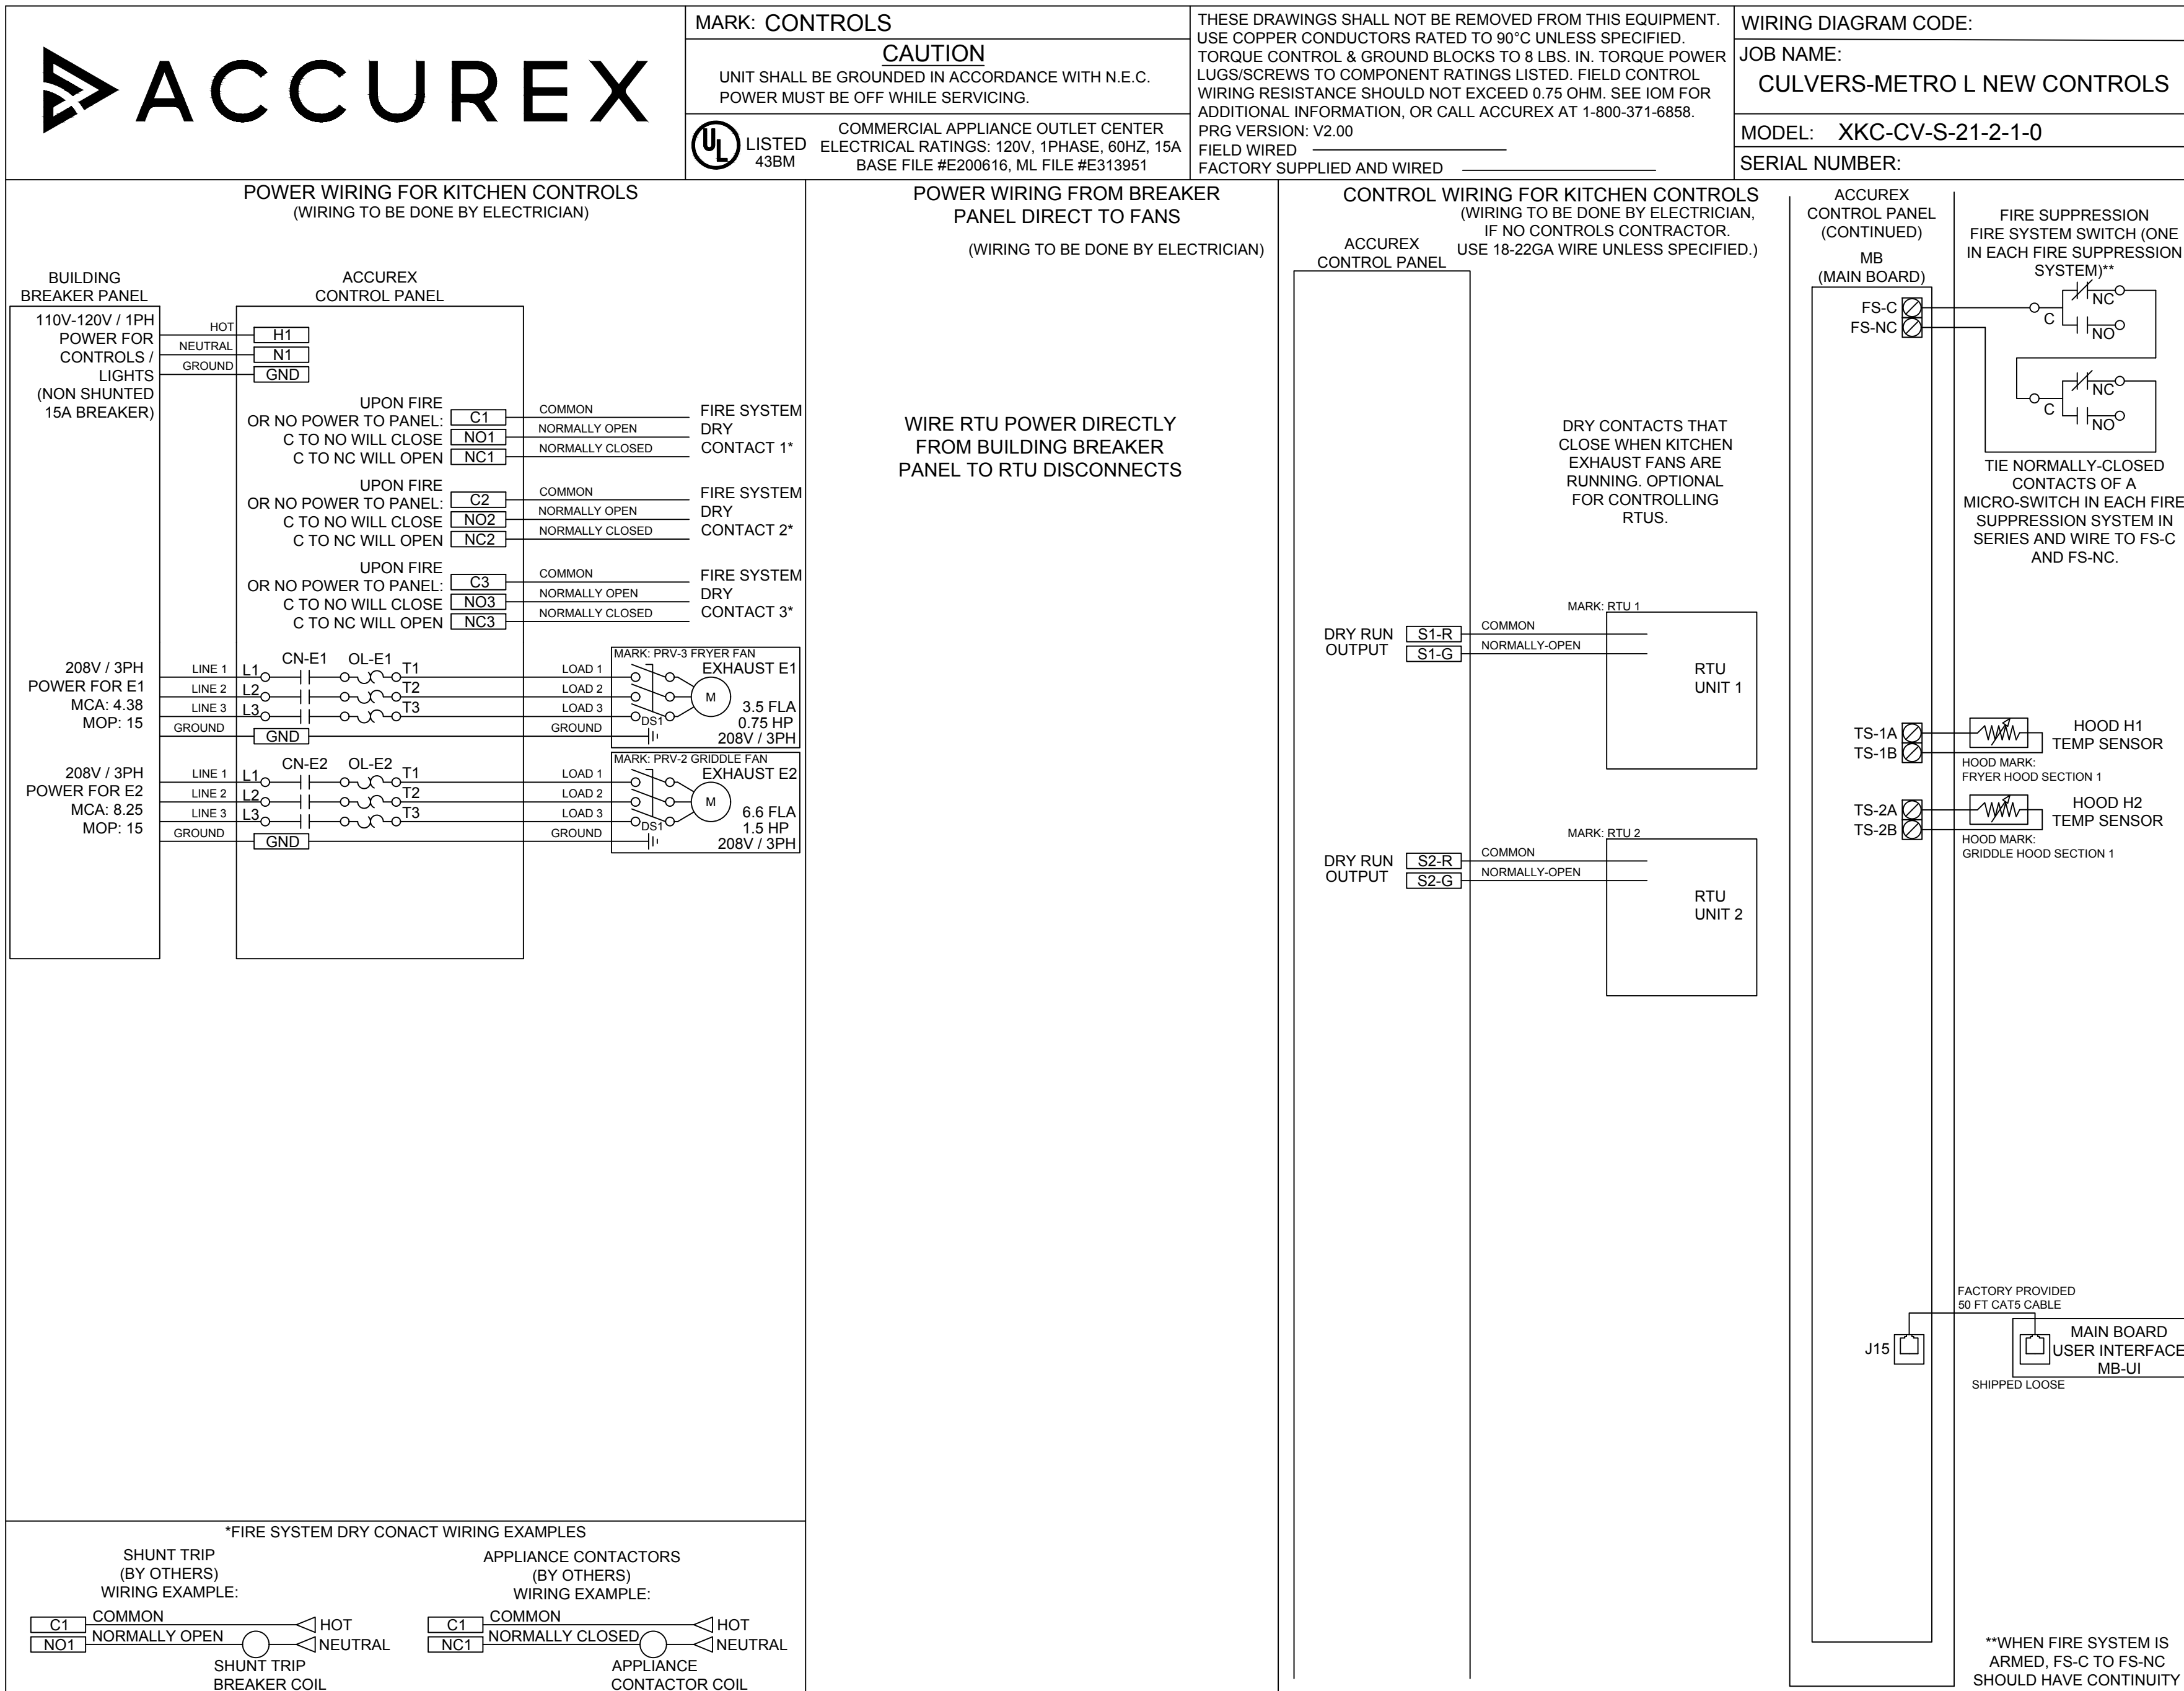 ACCUREX
MARK: CONTROLS
CAUTION
UNIT SHALL BE GROUNDED IN ACCORDANCE WITH N.E.C.
POWER MUST BE OFF WHILE SERVICING.
UL
LISTED
43BM
COMMERCIAL APPLIANCE OUTLET CENTER
ELECTRICAL RATINGS: 120V, 1PHASE, 60HZ, 15A
BASE FILE #E200616, ML FILE #E313951
THESE DRAWINGS SHALL NOT BE REMOVED FROM THIS EQUIPMENT.
USE COPPER CONDUCTORS RATED TO 90°C UNLESS SPECIFIED.
TORQUE CONTROL & GROUND BLOCKS TO 8 LBS. IN. TORQUE POWER
LUGS/SCREWS TO COMPONENT RATINGS LISTED. FIELD CONTROL
WIRING RESISTANCE SHOULD NOT EXCEED 0.75 OHM. SEE IOM FOR
ADDITIONAL INFORMATION, OR CALL ACCUREX AT 1-800-371-6858.
PRG VERSION: V2.00
FIELD WIRED
FACTORY SUPPLIED AND WIRED
WIRING DIAGRAM CODE:
JOB NAME:
CULVERS-METRO L NEW CONTROLS
MODEL: XKC-CV-S-21-2-1-0
SERIAL NUMBER:
POWER WIRING FOR KITCHEN CONTROLS
(WIRING TO BE DONE BY ELECTRICIAN)
BUILDING
BREAKER PANEL
ACCUREX
CONTROL PANEL
110V-120V / 1PH
POWER FOR
CONTROLS /
LIGHTS
(NON SHUNTED
15A BREAKER)
HOT
NEUTRAL
GROUND
H1
N1
GND
UPON FIRE
OR NO POWER TO PANEL:
C TO NO WILL CLOSE
C TO NC WILL OPEN
C1
NO1
NC1
COMMON
NORMALLY OPEN
NORMALLY CLOSED
FIRE SYSTEM
DRY
CONTACT 1*
UPON FIRE
OR NO POWER TO PANEL:
C TO NO WILL CLOSE
C TO NC WILL OPEN
C2
NO2
NC2
COMMON
NORMALLY OPEN
NORMALLY CLOSED
FIRE SYSTEM
DRY
CONTACT 2*
UPON FIRE
OR NO POWER TO PANEL:
C TO NO WILL CLOSE
C TO NC WILL OPEN
C3
NO3
NC3
COMMON
NORMALLY OPEN
NORMALLY CLOSED
FIRE SYSTEM
DRY
CONTACT 3*
208V / 3PH
POWER FOR E1
MCA: 4.38
MOP: 15
LINE 1
LINE 2
LINE 3
GROUND
L1
L2
L3
GND
CN-E1
OL-E1
T1
T2
T3
LOAD 1
LOAD 2
LOAD 3
GROUND
MARK: PRV-3 FRYER FAN
EXHAUST E1
M
DS1
3.5 FLA
0.75 HP
208V / 3PH
208V / 3PH
POWER FOR E2
MCA: 8.25
MOP: 15
LINE 1
LINE 2
LINE 3
GROUND
L1
L2
L3
GND
CN-E2
OL-E2
T1
T2
T3
LOAD 1
LOAD 2
LOAD 3
GROUND
MARK: PRV-2 GRIDDLE FAN
EXHAUST E2
M
DS1
6.6 FLA
1.5 HP
208V / 3PH
*FIRE SYSTEM DRY CONACT WIRING EXAMPLES
SHUNT TRIP
(BY OTHERS)
WIRING EXAMPLE:
C1
NO1
COMMON
NORMALLY OPEN
HOT
NEUTRAL
SHUNT TRIP
BREAKER COIL
APPLIANCE CONTACTORS
(BY OTHERS)
WIRING EXAMPLE:
C1
NC1
COMMON
NORMALLY CLOSED
HOT
NEUTRAL
APPLIANCE
CONTACTOR COIL
POWER WIRING FROM BREAKER
PANEL DIRECT TO FANS
(WIRING TO BE DONE BY ELECTRICIAN)
WIRE RTU POWER DIRECTLY
FROM BUILDING BREAKER
PANEL TO RTU DISCONNECTS
CONTROL WIRING FOR KITCHEN CONTROLS
(WIRING TO BE DONE BY ELECTRICIAN,
IF NO CONTROLS CONTRACTOR.
USE 18-22GA WIRE UNLESS SPECIFIED.)
ACCUREX
CONTROL PANEL
DRY CONTACTS THAT
CLOSE WHEN KITCHEN
EXHAUST FANS ARE
RUNNING. OPTIONAL
FOR CONTROLLING
RTUS.
DRY RUN
OUTPUT
S1-R
S1-G
COMMON
NORMALLY-OPEN
MARK: RTU 1
RTU
UNIT 1
DRY RUN
OUTPUT
S2-R
S2-G
COMMON
NORMALLY-OPEN
MARK: RTU 2
RTU
UNIT 2
ACCUREX
CONTROL PANEL
(CONTINUED)
MB
(MAIN BOARD)
FS-C
FS-NC
FIRE SUPPRESSION
FIRE SYSTEM SWITCH (ONE
IN EACH FIRE SUPPRESSION
SYSTEM)**
C
NC
NO
C
NC
NO
TIE NORMALLY-CLOSED
CONTACTS OF A
MICRO-SWITCH IN EACH FIRE
SUPPRESSION SYSTEM IN
SERIES AND WIRE TO FS-C
AND FS-NC.
TS-1A
TS-1B
HOOD H1
TEMP SENSOR
HOOD MARK:
FRYER HOOD SECTION 1
TS-2A
TS-2B
HOOD H2
TEMP SENSOR
HOOD MARK:
GRIDDLE HOOD SECTION 1
FACTORY PROVIDED
50 FT CAT5 CABLE
J15
MAIN BOARD
USER INTERFACE
MB-UI
SHIPPED LOOSE
**WHEN FIRE SYSTEM IS
ARMED, FS-C TO FS-NC
SHOULD HAVE CONTINUITY